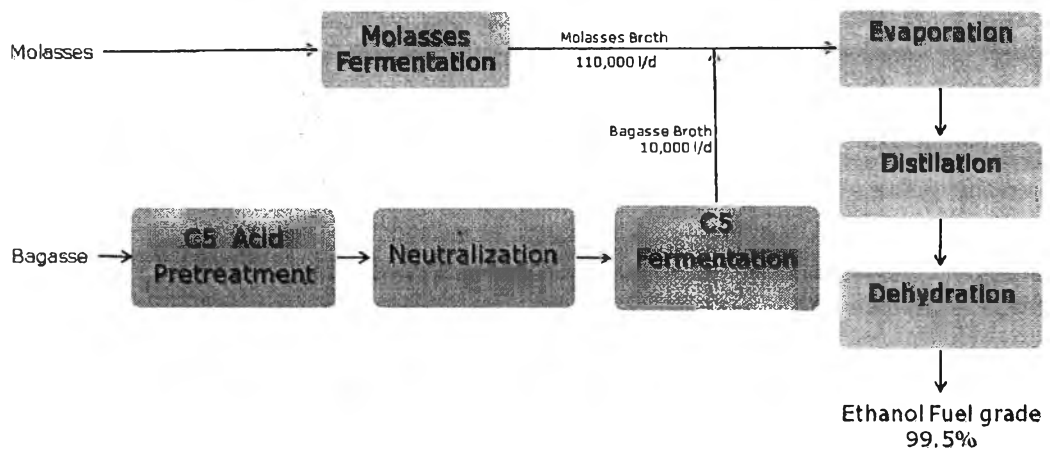 Molasses
Molasses
Fermentation
Molasses Broth
110,000 l/d
Evaporation
Bagasse Broth
10,000 l/d
Distilation
Bagasse
C5 Acid
Pretreatment
Neutralization
C5
Fermentation
Dehydration
Ethanol Fuel grade
99.5%